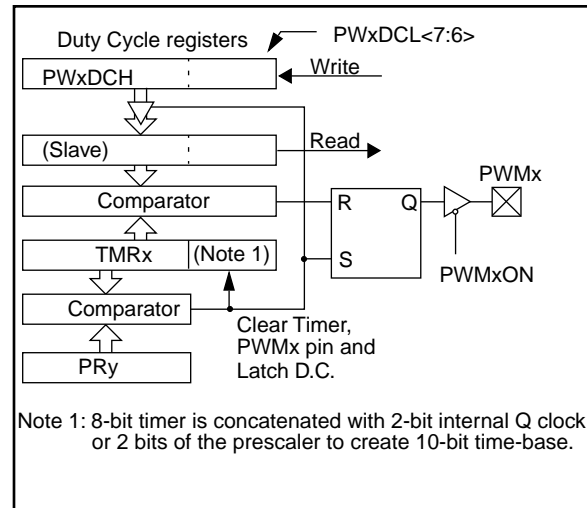 Duty Cycle registers
PWxDCL<7:6>
PWxDCH
Write
(Slave)
Read
Comparator
R
Q
PWMx
TMRx
(Note 1)
S
PWMxON
Comparator
Clear Timer,
PWMx pin and
Latch D.C.
PRy
Note 1: 8-bit timer is concatenated with 2-bit internal Q clock
or 2 bits of the prescaler to create 10-bit time-base.